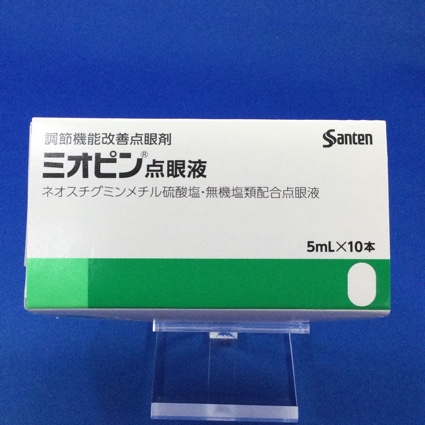 調節機能改善点眼剤
Santen
ミオピン®点眼液
ネオスチグミンメチル硫酸塩・無機塩類配合点眼液
5mL×10本